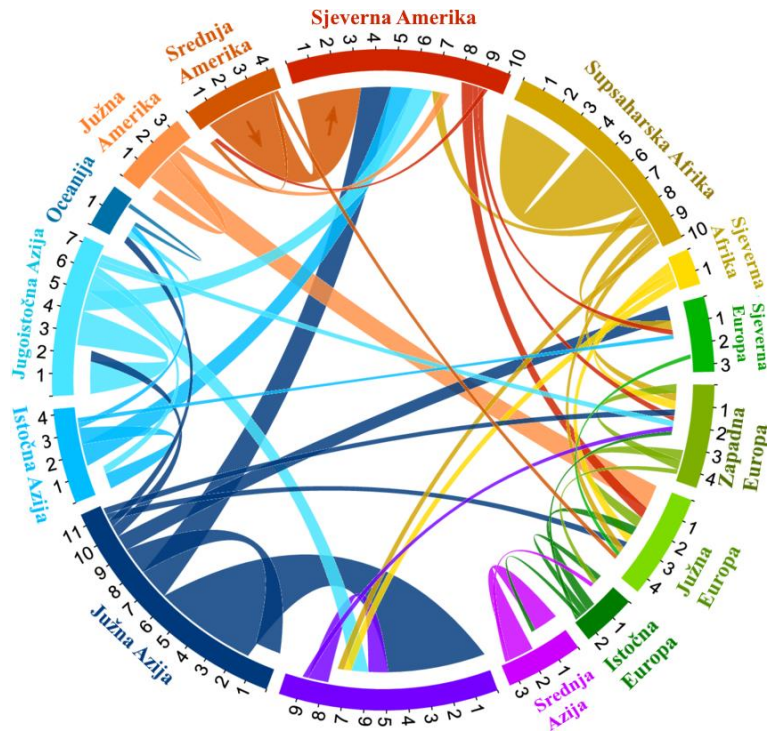 Sjeverna Amerika
1 2 3 4 5 6 7 8 9 10
Supsaharska Afrika
1 2 3 4 5 6 7 8 9 10
Sjeverna
Afrika
1
Sjeverna
Europa
1 2 3
Zapadna
Europa
1 2 3 4
Južna
Europa
1 2 3 4
Istočna
Europa
1 2
Srednja
Azija
1 2 3
1 2 3 4 5 6 7 8 9
Južna Azija
1 2 3 4 5 6 7 8 9 10 11
Istočna Azija
1 2 3 4
Jugoistočna Azija
1 2 3 4 5 6 7
Oceanija
1
Južna
Amerika
1 2 3
Srednja
Amerika
1 2 3 4